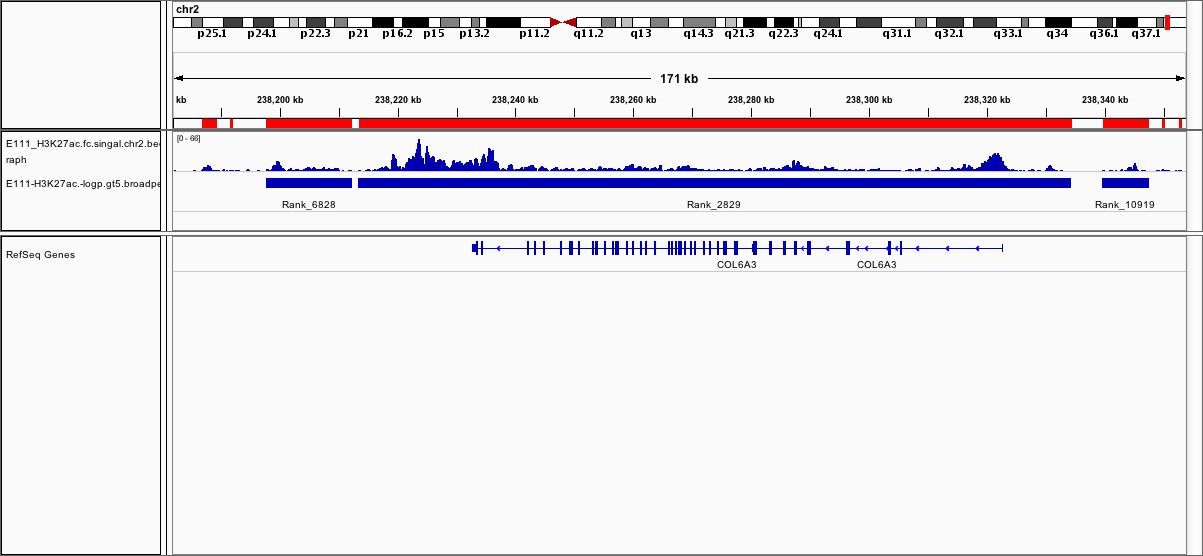 chr2
p25.1 p24.1 p22.3 p21 p16.2 p15 p13.2 p11.2 q11.2 q13 q14.3 q21.3 q22.3 q24.1 q31.1 q32.1 q33.1 q34 q36.1 q37.1
171 kb
kb 238,200 kb 238,220 kb 238,240 kb 238,260 kb 238,280 kb 238,300 kb 238,320 kb 238,340 kb
[0 - 66]
E111_H3K27ac.fc.singal.chr2.bec
raph
E111-H3K27ac.-logp.gt5.broadpe
Rank_6828 Rank_2829 Rank_10919
RefSeq Genes
COL6A3 COL6A3